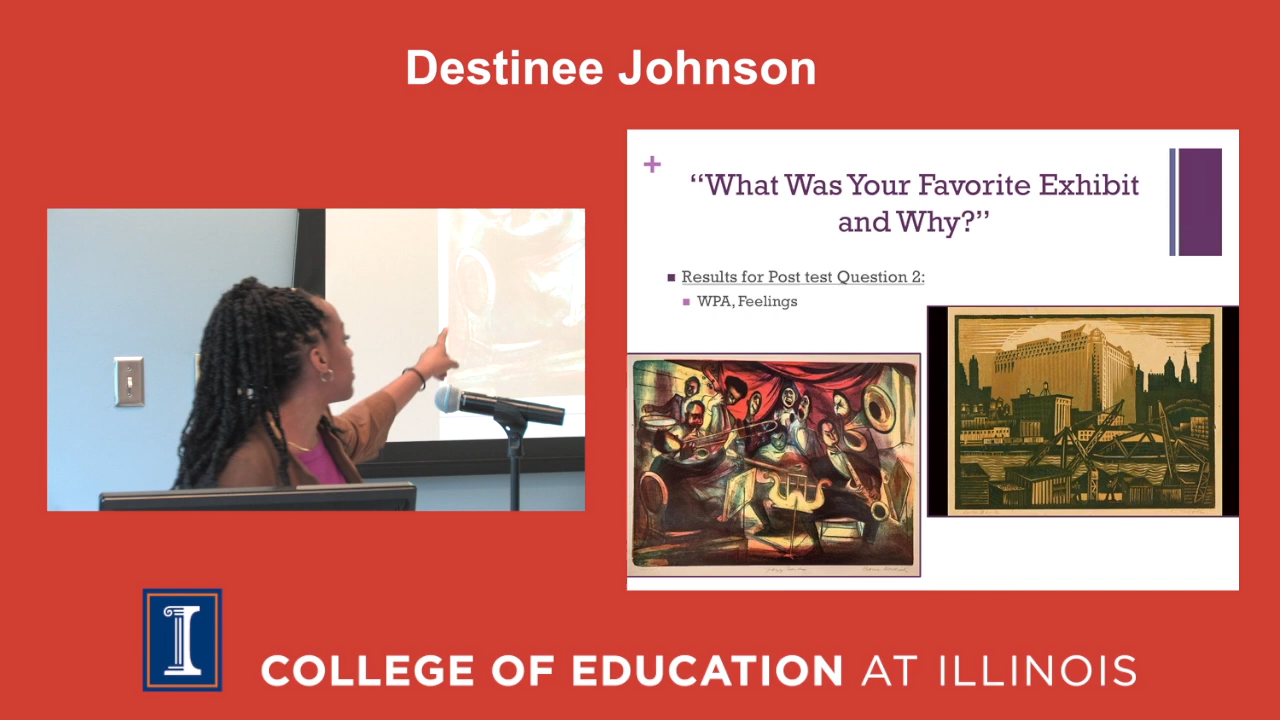 Destinee Johnson
+
“What Was Your Favorite Exhibit
and Why?”
Results for Post test Question 2:
WPA, Feelings
I
COLLEGE OF EDUCATION AT ILLINOIS